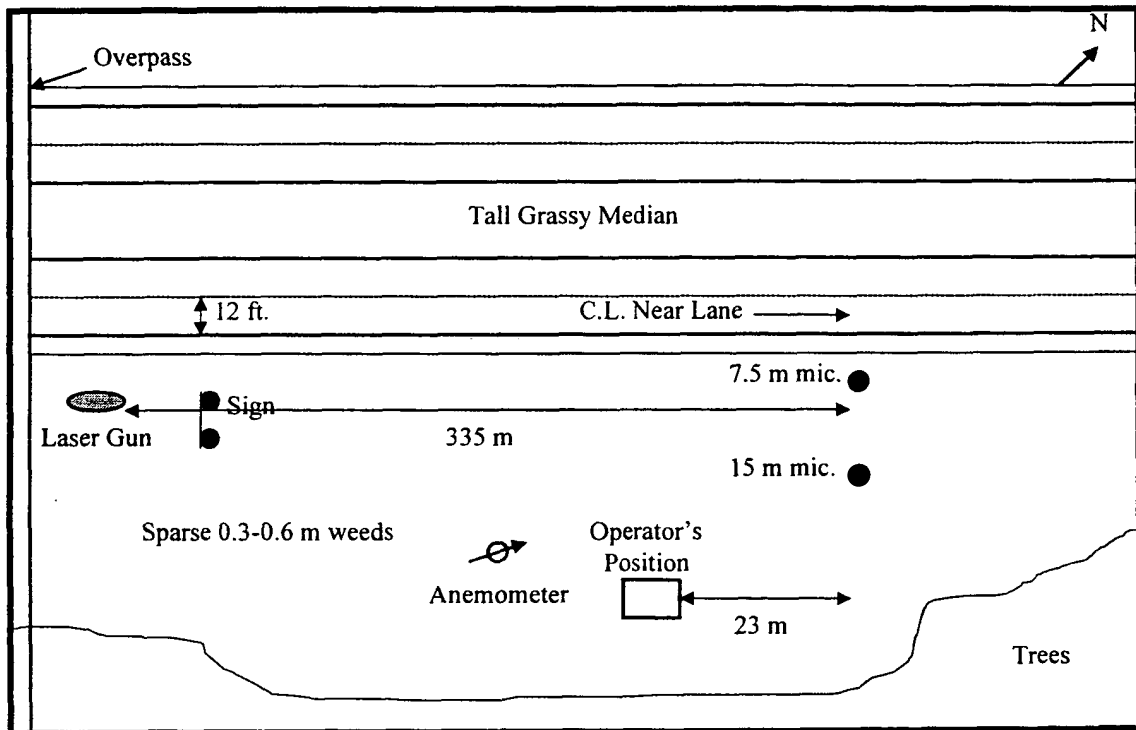 N
Overpass
Tall Grassy Median
12 ft.
C.L. Near Lane
7.5 m mic.
Sign
Laser Gun
335 m
15 m mic.
Sparse 0.3-0.6 m weeds
Operator's
Position
Anemometer
23 m
Trees